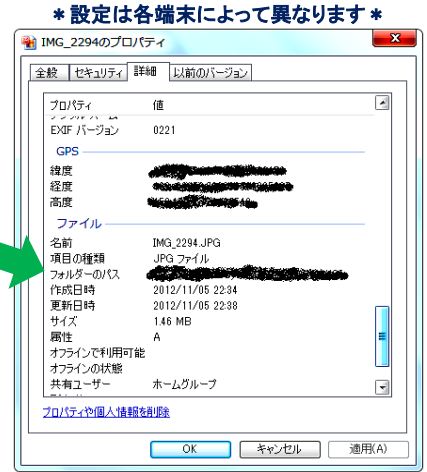 ＊設定は各端末によって異なります＊
IMG_2294のプロパティ
全般 セキュリティ 詳細 以前のバージョン
プロパティ 値
EXIF バージョン 0221
GPS
緯度
経度
高度
ファイル
名前 IMG_2294.JPG
項目の種類 JPG ファイル
フォルダーのパス
作成日時 2012/11/05 22:34
更新日時 2012/11/05 22:38
サイズ 1.46 MB
属性 A
オフラインで利用可能
オフラインの状態
共有ユーザー ホームグループ
プロパティや個人情報を削除
OK キャンセル 適用(A)